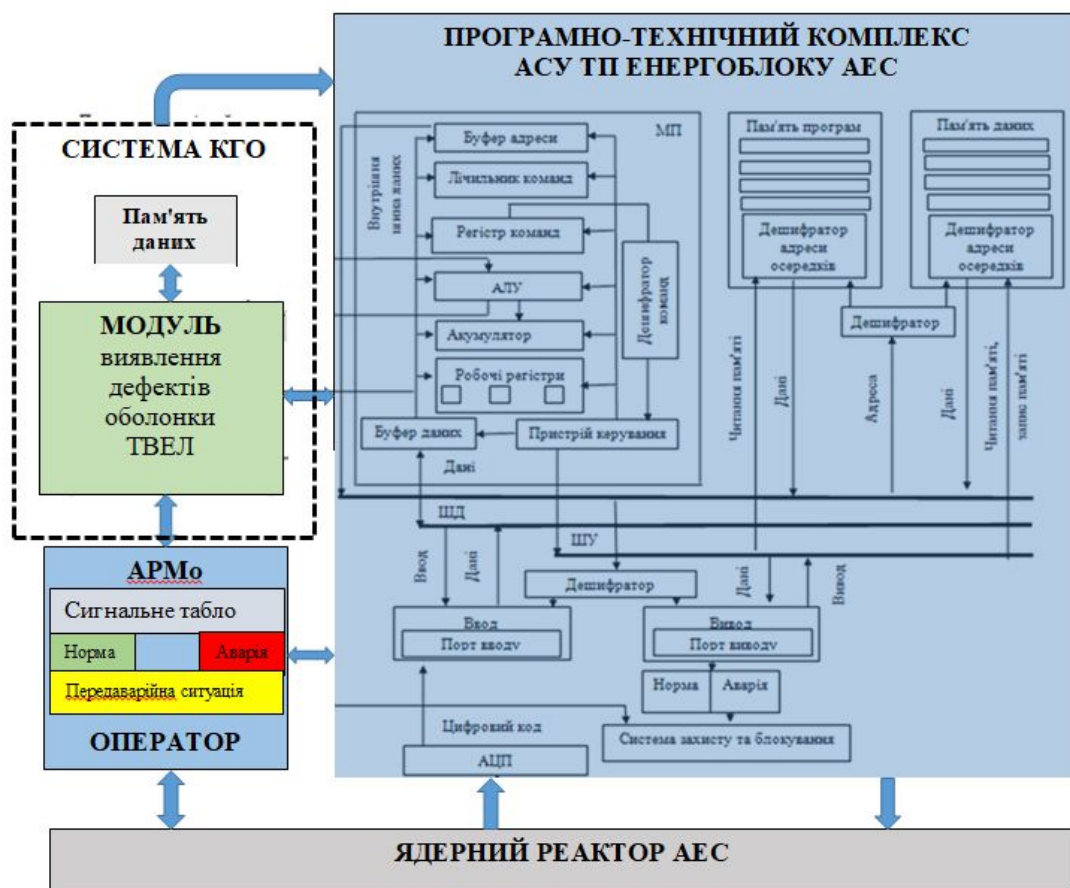 ПРОГРАМНО-ТЕХНІЧНИЙ КОМПЛЕКС
АСУ ТП ЕНЕРГОБЛОКУ АЕС
СИСТЕМА КГО
Пам'ять
даних
МОДУЛЬ
виявлення
дефектів
оболонки
ТВЕЛ
АРМо
Сигнальне табло
Норма
Аварія
Передаварійна ситуація
ОПЕРАТОР
МП
Внутрішня
шина даних
Буфер адреси
Лічильник команд
Регістр команд
АЛУ
Акумулятор
Робочі регістри
Дешифратор
команд
Буфер даних
Пристрій керування
Дані
Пам'ять програм
Дешифратор
адреси
осередків
Пам'ять даних
Дешифратор
адреси
осередків
Дешифратор
Читання пам'яті
Дані
Адреса
Дані
Читання пам'яті,
запис пам'яті
ШД
ШУ
Ввод
Дані
Дешифратор
Дані
Вивод
Ввод
Порт вводу
Вивод
Порт виводу
Норма
Аварія
Цифровий код
Система захисту та блокування
АЦП
ЯДЕРНИЙ РЕАКТОР АЕС